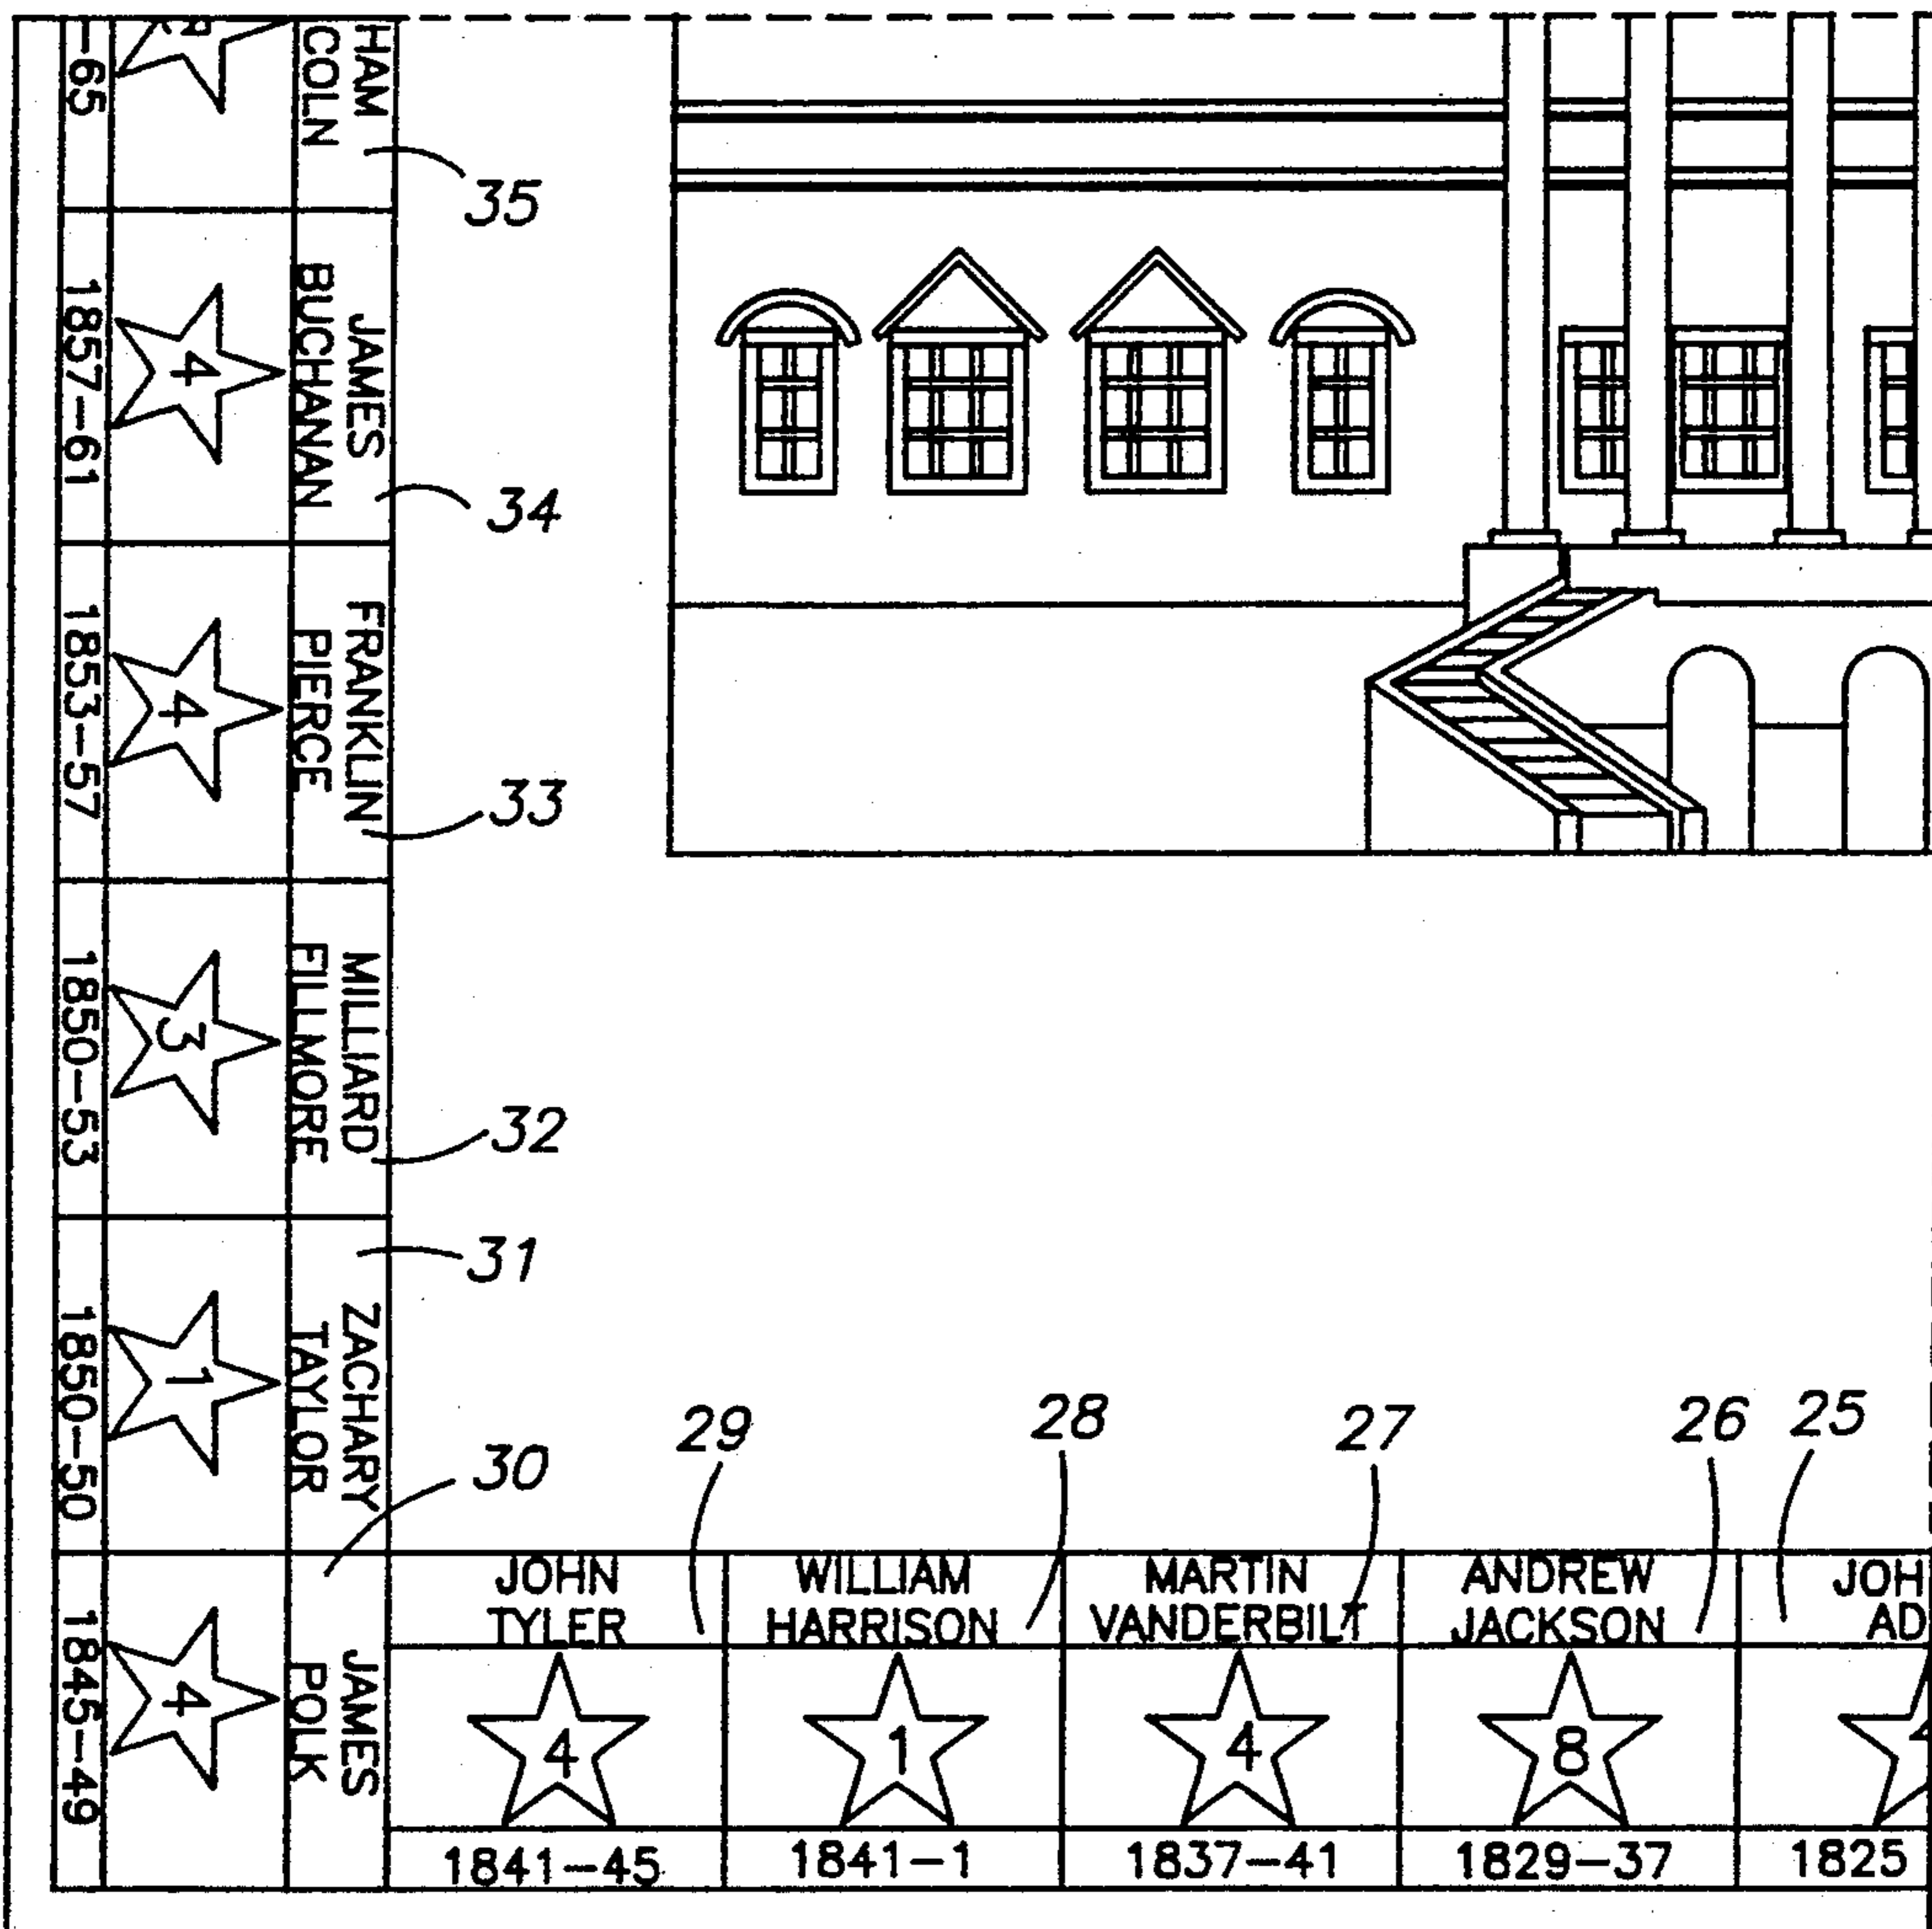 HAM
COLN
-65
35
JAMES
BUCHANAN
4
1857-61
34
FRANKLIN
PIERCE
4
1853-57
33
MILLIARD
FILLMORE
3
1850-53
32
ZACHARY
TAYLOR
1
1850-50
31
JAMES
POLK
4
1845-49
30
29
28
27
26
25
JOHN
TYLER
4
1841-45
WILLIAM
HARRISON
1
1841-1
MARTIN
VANDERBILT
4
1837-41
ANDREW
JACKSON
8
1829-37
JOH
AD
1825